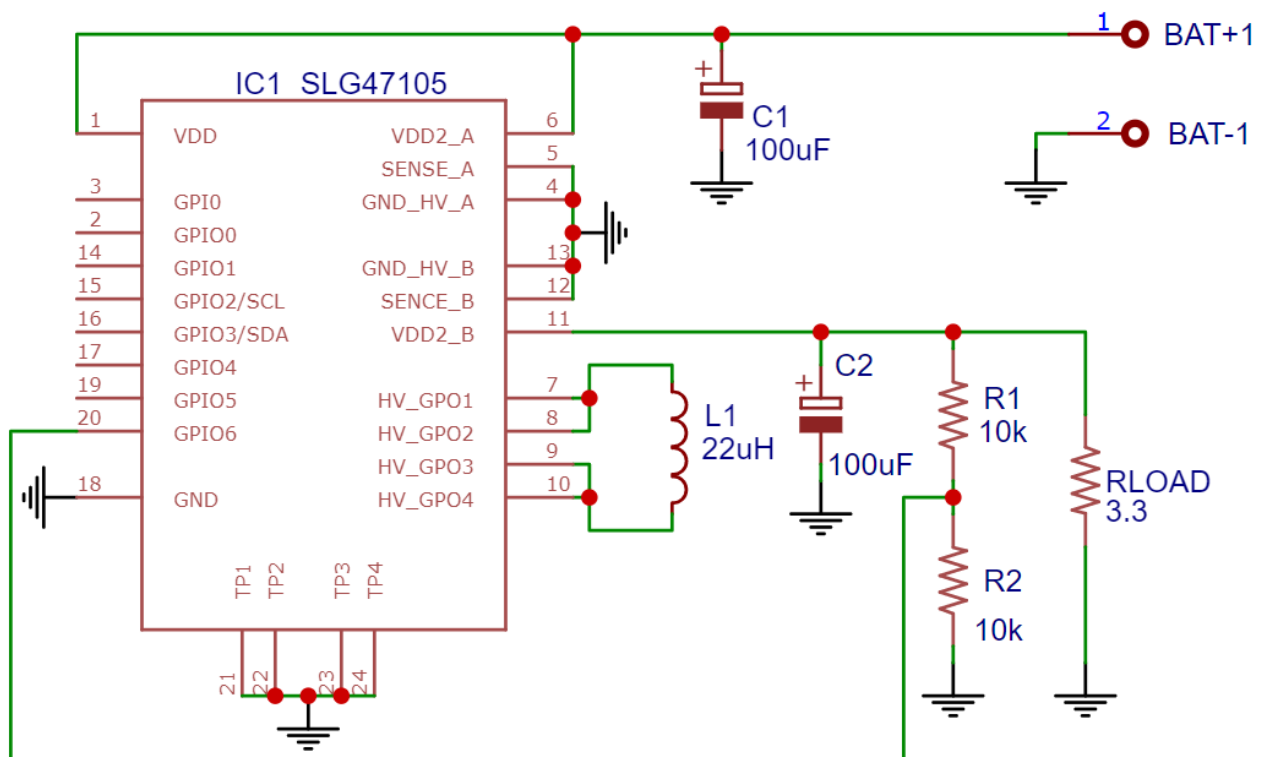 1 BAT+1
IC1 SLG47105
C1
100uF
2 BAT-1
1 VDD
VDD2_A 6
SENSE_A 5
3 GPI0
GND_HV_A 4
2 GPIO0
14 GPIO1
GND_HV_B 13
15 GPIO2/SCL
SENCE_B 12
16 GPIO3/SDA
VDD2_B 11
17 GPIO4
19 GPIO5
HV_GPO1 7
20 GPIO6
HV_GPO2 8
HV_GPO3 9
18 GND
HV_GPO4 10
L1
22uH
C2
100uF
R1
10k
RLOAD
3.3
R2
10k
TP1 TP2 TP3 TP4
21 22 23 24